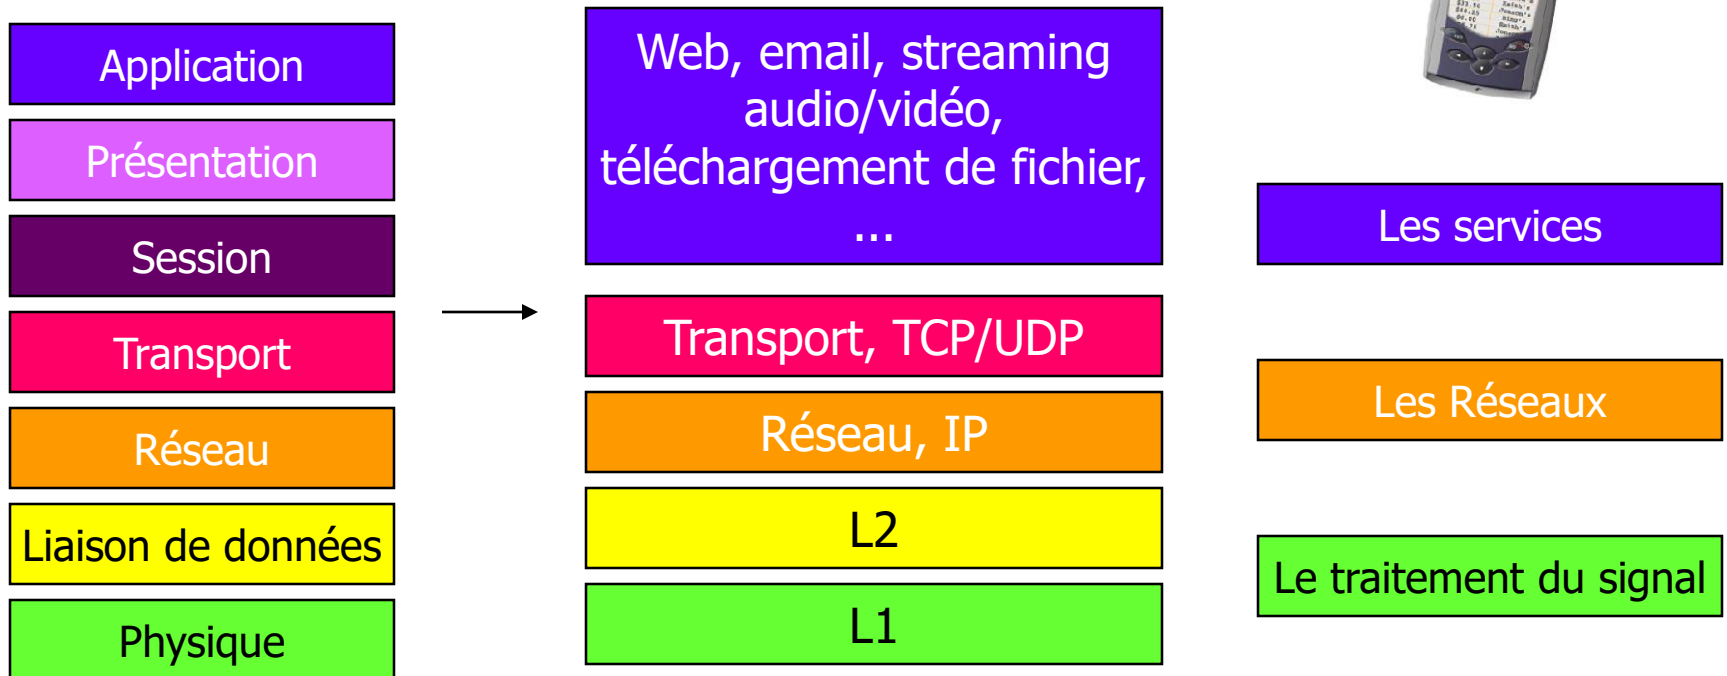 Application
Présentation
Session
Transport
Réseau
Liaison de données
Physique
Web, email, streaming
audio/vidéo,
téléchargement de fichier,
...
Transport, TCP/UDP
Réseau, IP
L2
L1
Les services
Les Réseaux
Le traitement du signal